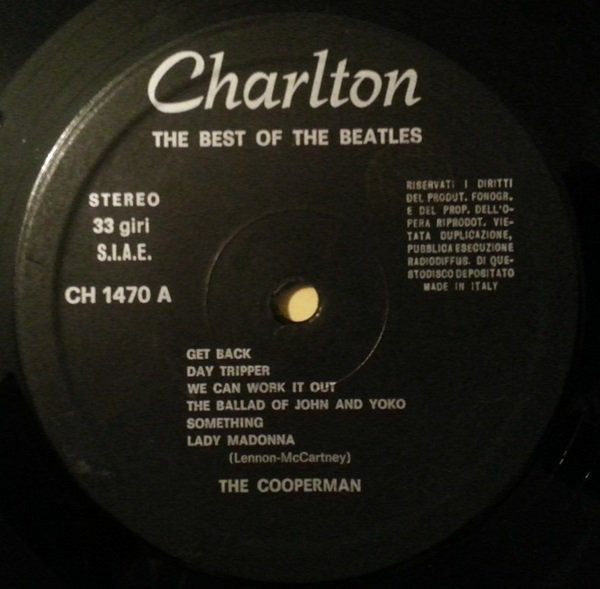 Charlton
THE BEST OF THE BEATLES
STEREO
33 giri
S.I.A.E.
CH 1470 A
RISERVATI I DIRITTI
DEL PRODUT. FONOGR.
E DEL PROP. DELL'O-
PERA RIPRODOT. VIE-
TATA DUPLICAZIONE,
PUBBLICA ESECUZIONE
RADIODIFFUS. DI QUE-
STO DISCO DEPOSITATO
MADE IN ITALY
GET BACK
DAY TRIPPER
WE CAN WORK IT OUT
THE BALLAD OF JOHN AND YOKO
SOMETHING
LADY MADONNA
(Lennon-McCartney)
THE COOPERMAN